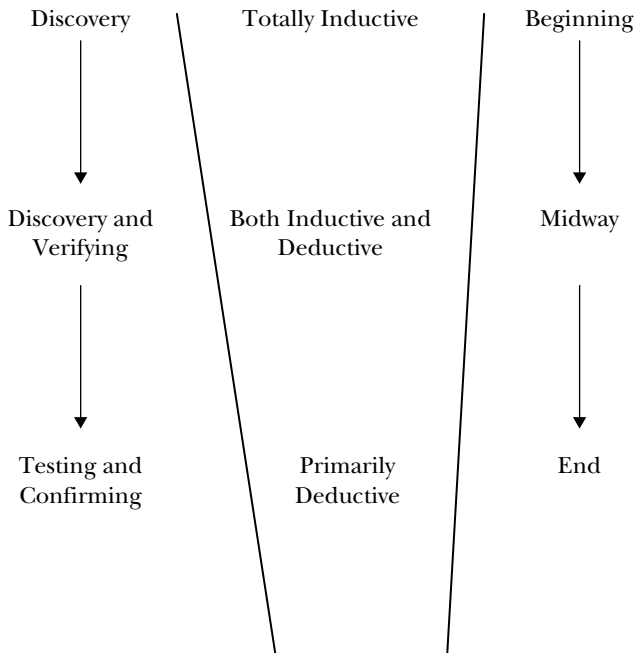 Discovery
Totally Inductive
Beginning
Discovery and
Verifying
Both Inductive and
Deductive
Midway
Testing and
Confirming
Primarily
Deductive
End